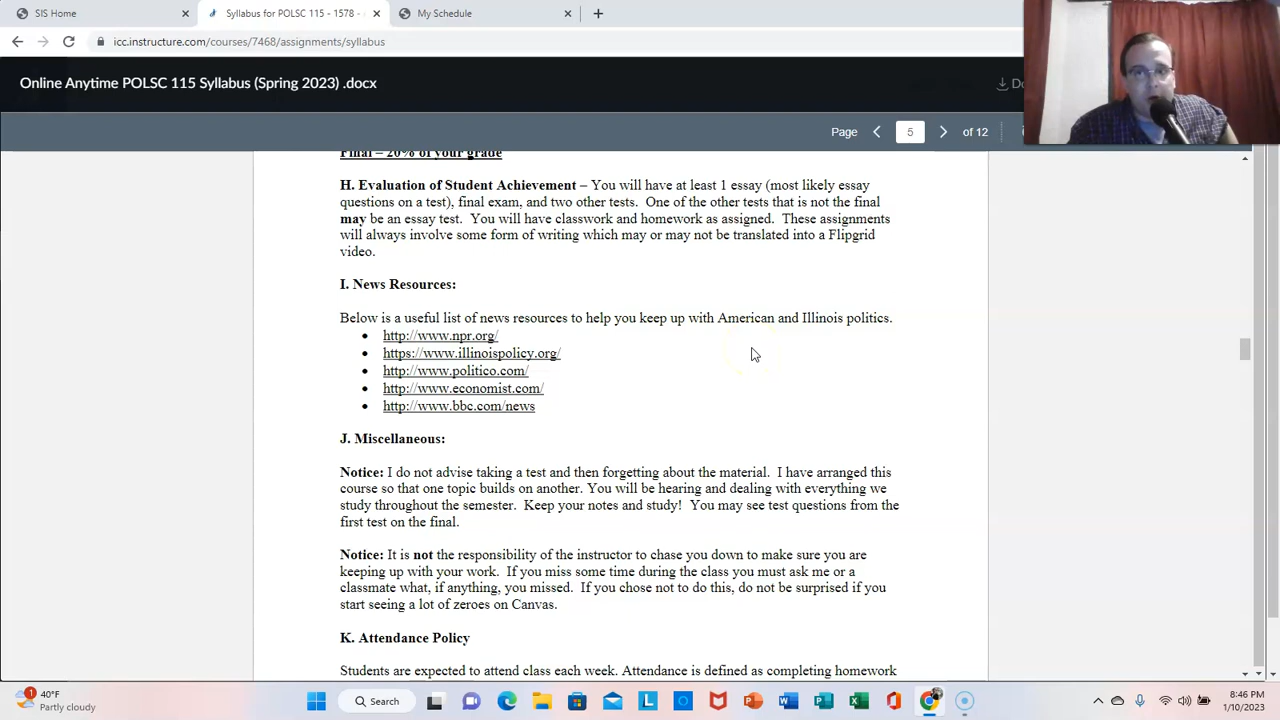 SIS Home
Syllabus for POLSC 115 - 1578 -
My Schedule
icc.instructure.com/courses/7468/assignments/syllabus
Online Anytime POLSC 115 Syllabus (Spring 2023) .docx
Page 5 of 12
Final – 20% of your grade
H. Evaluation of Student Achievement – You will have at least 1 essay (most likely essay
questions on a test), final exam, and two other tests.  One of the other tests that is not the final
may be an essay test.  You will have classwork and homework as assigned.  These assignments
will always involve some form of writing which may or may not be translated into a Flipgrid
video.
I. News Resources:
Below is a useful list of news resources to help you keep up with American and Illinois politics.
• http://www.npr.org/
• https://www.illinoispolicy.org/
• http://www.politico.com/
• http://www.economist.com/
• http://www.bbc.com/news
J. Miscellaneous:
Notice: I do not advise taking a test and then forgetting about the material.  I have arranged this
course so that one topic builds on another. You will be hearing and dealing with everything we
study throughout the semester.  Keep your notes and study!  You may see test questions from the
first test on the final.
Notice: It is not the responsibility of the instructor to chase you down to make sure you are
keeping up with your work.  If you miss some time during the class you must ask me or a
classmate what, if anything, you missed.  If you chose not to do this, do not be surprised if you
start seeing a lot of zeroes on Canvas.
K. Attendance Policy
Students are expected to attend class each week. Attendance is defined as completing homework
1
40°F
Partly cloudy
Search
8:46 PM
1/10/2023